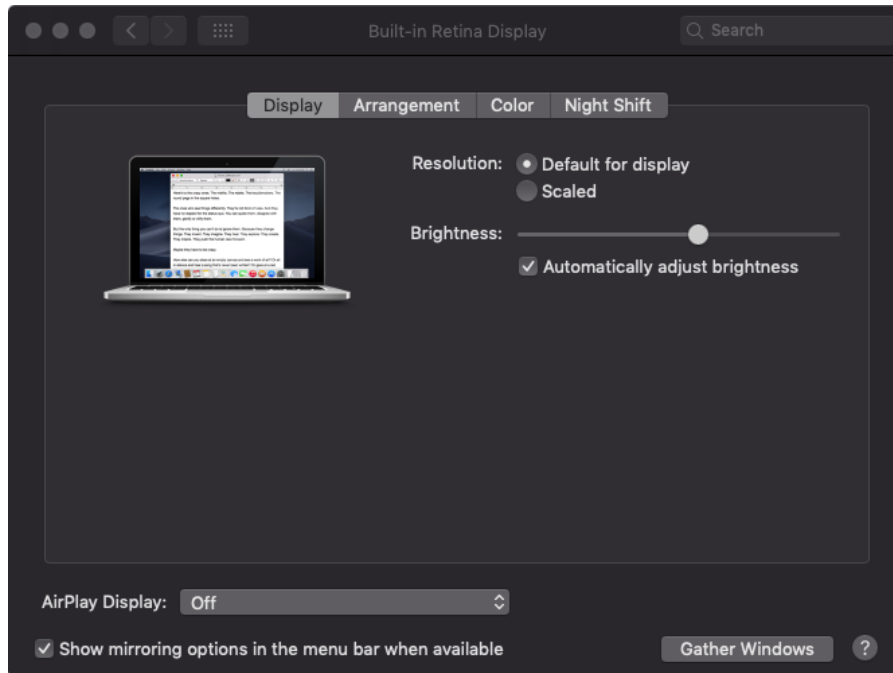 Built-in Retina Display
Search
Display Arrangement Color Night Shift
Resolution: Default for display
Scaled
Brightness:
Automatically adjust brightness
AirPlay Display: Off
Show mirroring options in the menu bar when available
Gather Windows ?